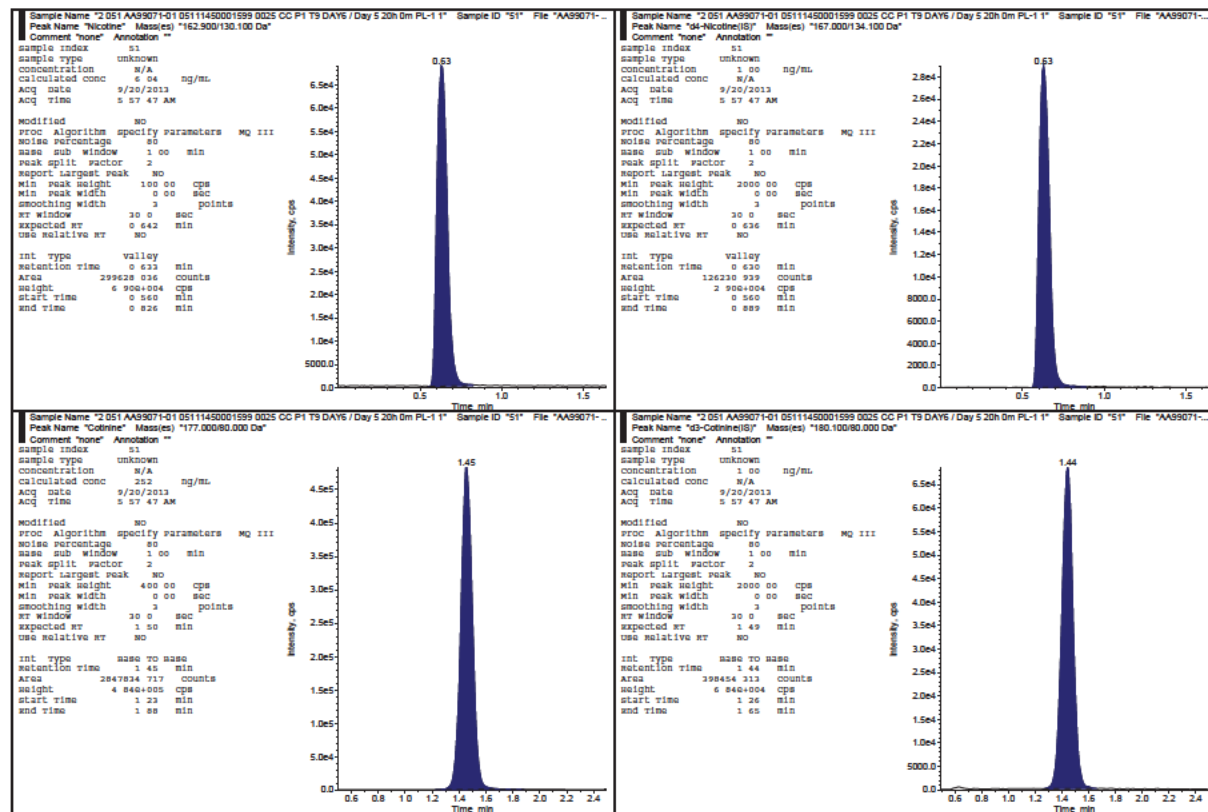 Sample Name "2 051 AA99071-01 05111450001599 0025 CC P1 T9 DAY6 / Day 5 20h 0m PL-1 1" Sample ID "51" File "AA99071-...
Peak Name "Nicotine" Mass(es) "162.900/130.100 Da"
Comment "none" Annotation ""
Sample Index 51
Sample Type Unknown
Concentration N/A
Calculated Conc 6 04 ng/mL
Acq Date 9/20/2013
Acq Time 5 57 47 AM
Modified No
Proc Algorithm Specify Parameters MQ III
Noise Percentage 80
Base Sub Window 1 00 min
Peak Split Factor 2
Report Largest Peak No
Min Peak Height 100 00 cps
Min Peak Width 0 00 sec
Smoothing Width 3 points
RT Window 30 0 sec
Expected RT 0 642 min
Use Relative RT No
Int Type Valley
Retention Time 0 633 min
Area 299628 036 counts
Height 6 90e+004 cps
Start Time 0 560 min
End Time 0 826 min
0.63
Intensity, cps
6.5e4
6.0e4
5.5e4
5.0e4
4.5e4
4.0e4
3.5e4
3.0e4
2.5e4
2.0e4
1.5e4
1.0e4
5000.0
0.0
0.5 1.0 1.5
Time min
Sample Name "2 051 AA99071-01 05111450001599 0025 CC P1 T9 DAY6 / Day 5 20h 0m PL-1 1" Sample ID "51" File "AA99071-...
Peak Name "d4-Nicotine(IS)" Mass(es) "167.000/134.100 Da"
Comment "none" Annotation ""
Sample Index 51
Sample Type Unknown
Concentration 1 00 ng/mL
Calculated Conc N/A
Acq Date 9/20/2013
Acq Time 5 57 47 AM
Modified No
Proc Algorithm Specify Parameters MQ III
Noise Percentage 80
Base Sub Window 1 00 min
Peak Split Factor 2
Report Largest Peak No
Min Peak Height 2000 00 cps
Min Peak Width 0 00 sec
Smoothing Width 3 points
RT Window 30 0 sec
Expected RT 0 636 min
Use Relative RT No
Int Type Valley
Retention Time 0 630 min
Area 126230 939 counts
Height 2 90e+004 cps
Start Time 0 560 min
End Time 0 889 min
0.63
Intensity, cps
2.8e4
2.6e4
2.4e4
2.2e4
2.0e4
1.8e4
1.6e4
1.4e4
1.2e4
1.0e4
8000.0
6000.0
4000.0
2000.0
0.0
0.5 1.0 1.5
Time min
Sample Name "2 051 AA99071-01 05111450001599 0025 CC P1 T9 DAY6 / Day 5 20h 0m PL-1 1" Sample ID "51" File "AA99071-...
Peak Name "Cotinine" Mass(es) "177.000/80.000 Da"
Comment "none" Annotation ""
Sample Index 51
Sample Type Unknown
Concentration N/A
Calculated Conc 252 ng/mL
Acq Date 9/20/2013
Acq Time 5 57 47 AM
Modified No
Proc Algorithm Specify Parameters MQ III
Noise Percentage 80
Base Sub Window 1 00 min
Peak Split Factor 2
Report Largest Peak No
Min Peak Height 400 00 cps
Min Peak Width 0 00 sec
Smoothing Width 3 points
RT Window 30 0 sec
Expected RT 1 50 min
Use Relative RT No
Int Type Base To Base
Retention Time 1 45 min
Area 2847834 717 counts
Height 4 84e+005 cps
Start Time 1 23 min
End Time 1 88 min
1.45
Intensity, cps
4.5e5
4.0e5
3.5e5
3.0e5
2.5e5
2.0e5
1.5e5
1.0e5
5.0e4
0.0
0.6 0.8 1.0 1.2 1.4 1.6 1.8 2.0 2.2 2.4
Time min
Sample Name "2 051 AA99071-01 05111450001599 0025 CC P1 T9 DAY6 / Day 5 20h 0m PL-1 1" Sample ID "51" File "AA99071-...
Peak Name "d3-Cotinine(IS)" Mass(es) "180.100/80.000 Da"
Comment "none" Annotation ""
Sample Index 51
Sample Type Unknown
Concentration 1 00 ng/mL
Calculated Conc N/A
Acq Date 9/20/2013
Acq Time 5 57 47 AM
Modified No
Proc Algorithm Specify Parameters MQ III
Noise Percentage 80
Base Sub Window 1 00 min
Peak Split Factor 2
Report Largest Peak No
Min Peak Height 2000 00 cps
Min Peak Width 0 00 sec
Smoothing Width 3 points
RT Window 30 0 sec
Expected RT 1 49 min
Use Relative RT No
Int Type Base To Base
Retention Time 1 44 min
Area 398454 313 counts
Height 6 84e+004 cps
Start Time 1 26 min
End Time 1 65 min
1.44
Intensity, cps
6.5e4
6.0e4
5.5e4
5.0e4
4.5e4
4.0e4
3.5e4
3.0e4
2.5e4
2.0e4
1.5e4
1.0e4
5000.0
0.0
0.6 0.8 1.0 1.2 1.4 1.6 1.8 2.0 2.2 2.4
Time min